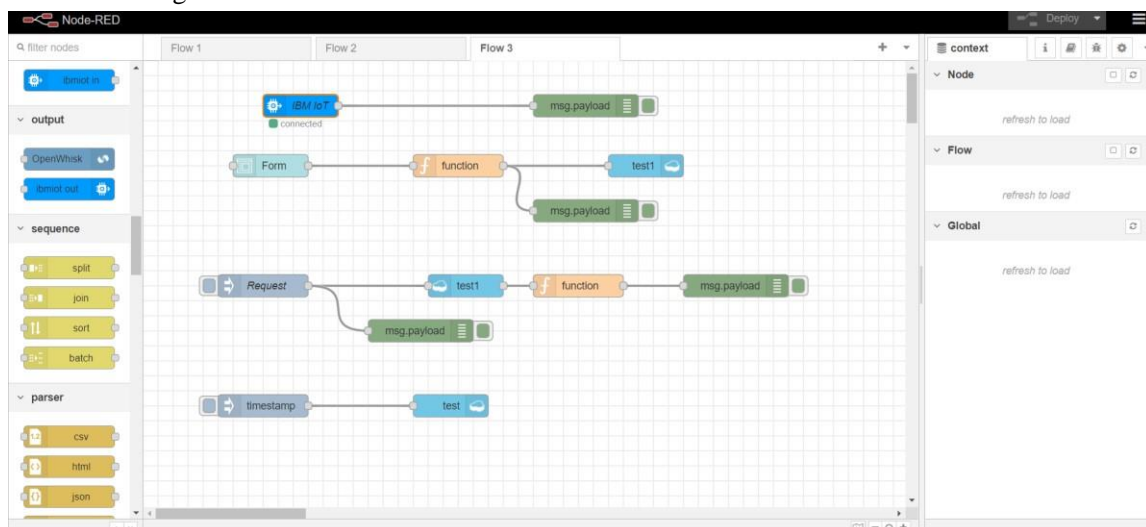 Node-RED
Deploy
filter nodes
Flow 1
Flow 2
Flow 3
context
i
ibmiot in
output
OpenWhisk
ibmiot out
sequence
split
join
sort
batch
parser
csv
html
json
IBM IoT
connected
msg.payload
Form
function
test1
msg.payload
Request
test1
function
msg.payload
msg.payload
timestamp
test
Node
refresh to load
Flow
refresh to load
Global
refresh to load